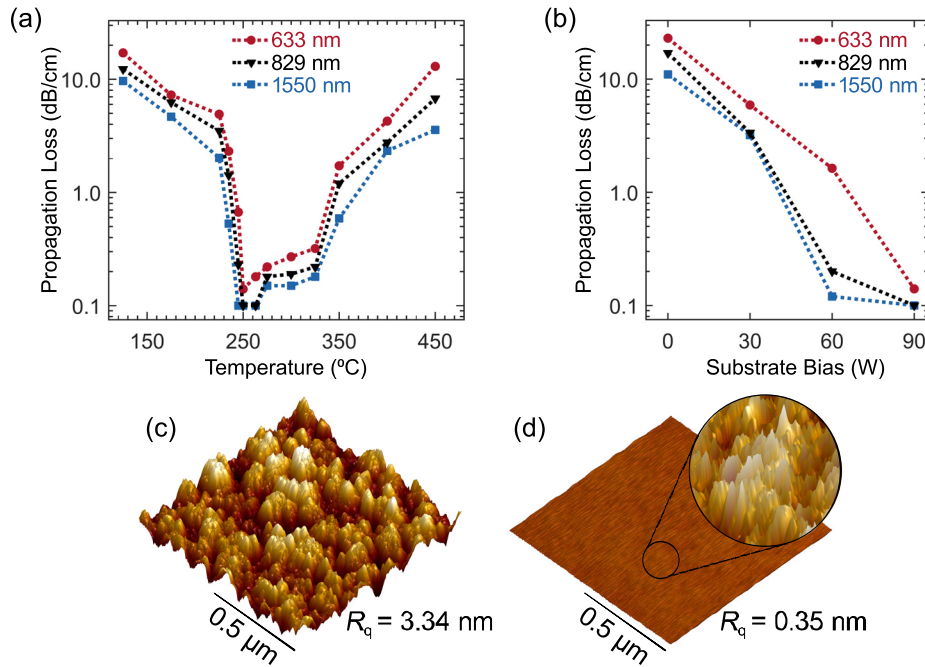 (a)
Propagation Loss (dB/cm)
10.0
1.0
0.1
633 nm
829 nm
1550 nm
150
200
250
300
350
400
450
Temperature (ºC)
(b)
Propagation Loss (dB/cm)
10.0
1.0
0.1
633 nm
829 nm
1550 nm
0
30
60
90
Substrate Bias (W)
(c)
0.5 µm
Rq = 3.34 nm
(d)
0.5 µm
Rq = 0.35 nm